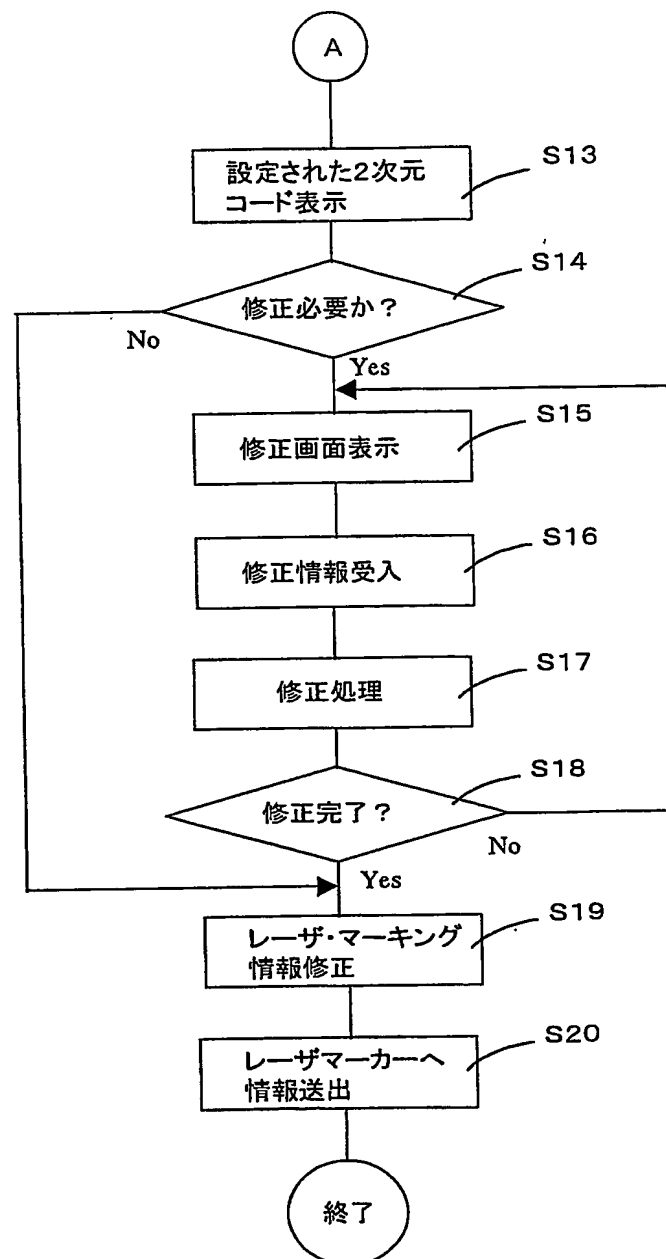 A
設定された2次元
コード表示
S13
修正必要か？
S14
No
Yes
修正画面表示
S15
修正情報受入
S16
修正処理
S17
修正完了？
S18
No
Yes
レーザ・マーキング
情報修正
S19
レーザマーカーへ
情報送出
S20
終了